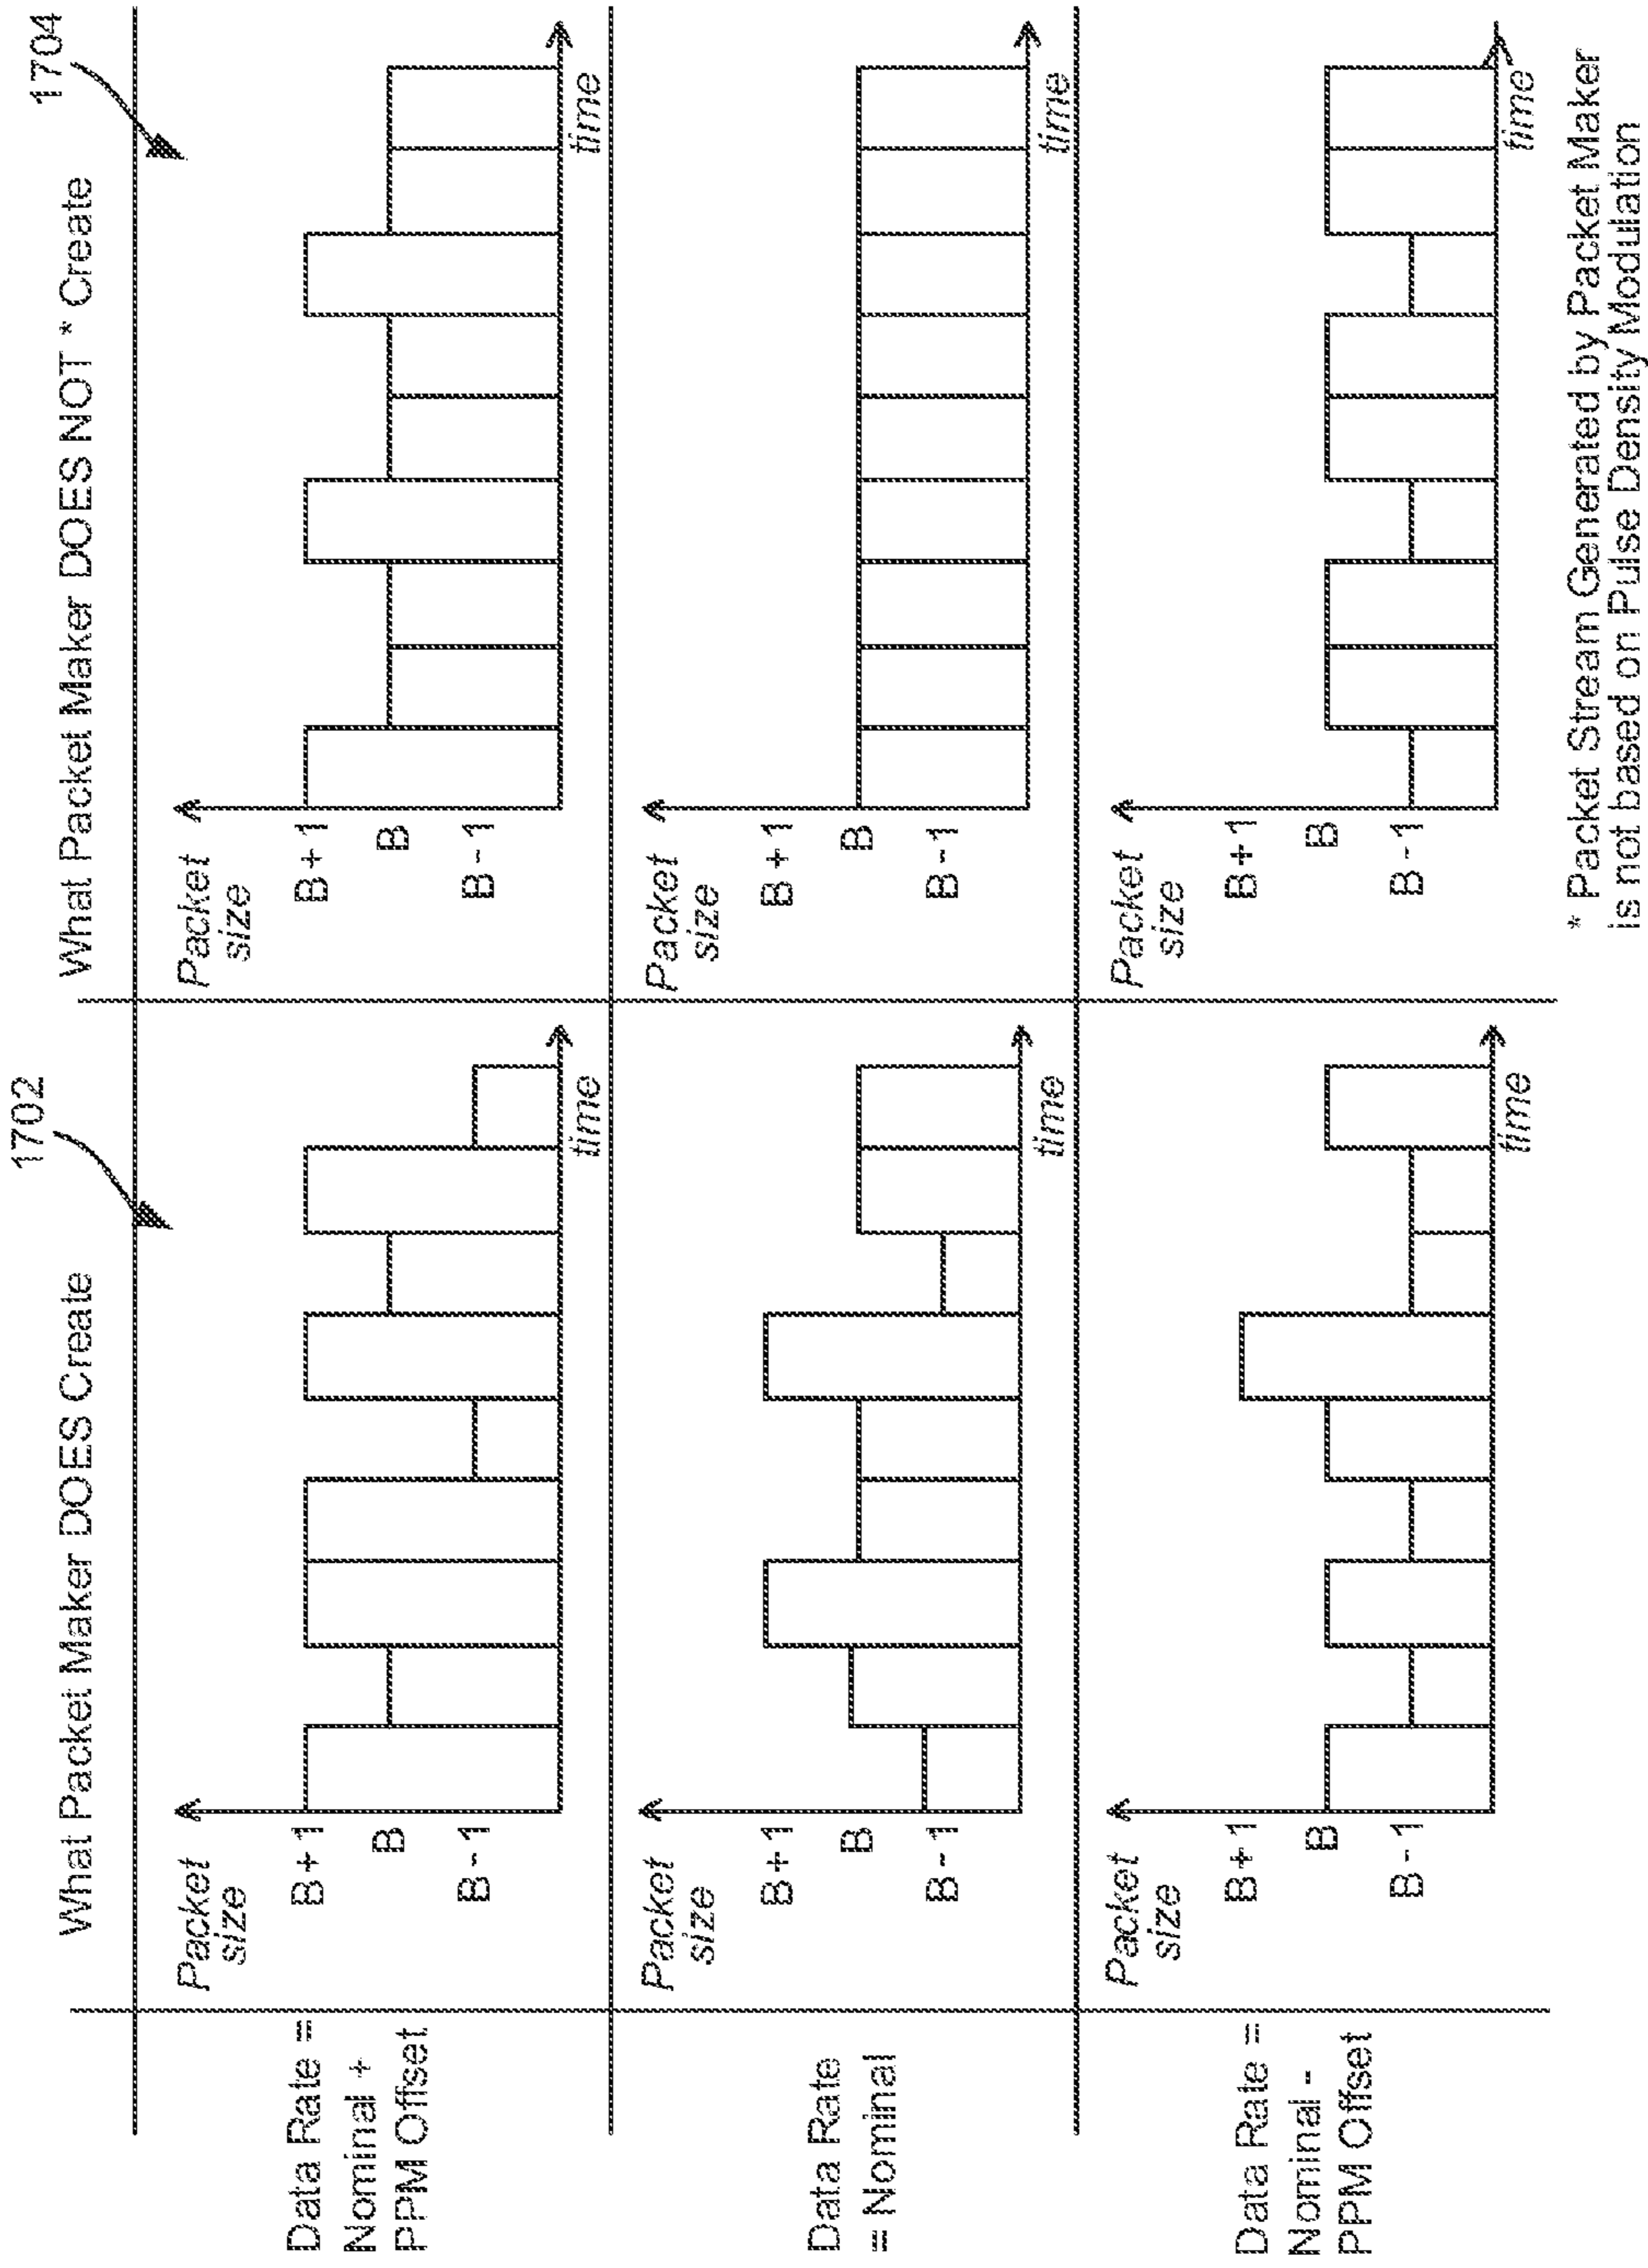 1702
1704
What Packet Maker DOES Create
What Packet Maker DOES NOT * Create
Data Rate =
Nominal +
PPM Offset
Packet
size
B+1
B
B-1
time
Packet
size
B+1
B
B-1
time
Data Rate
= Nominal
Packet
size
B+1
B
B-1
time
Packet
size
B+1
B
B-1
time
Data Rate =
Nominal -
PPM Offset
Packet
size
B+1
B
B-1
time
Packet
size
B+1
B
B-1
time
* Packet Stream Generated by Packet Maker
is not based on Pulse Density Modulation